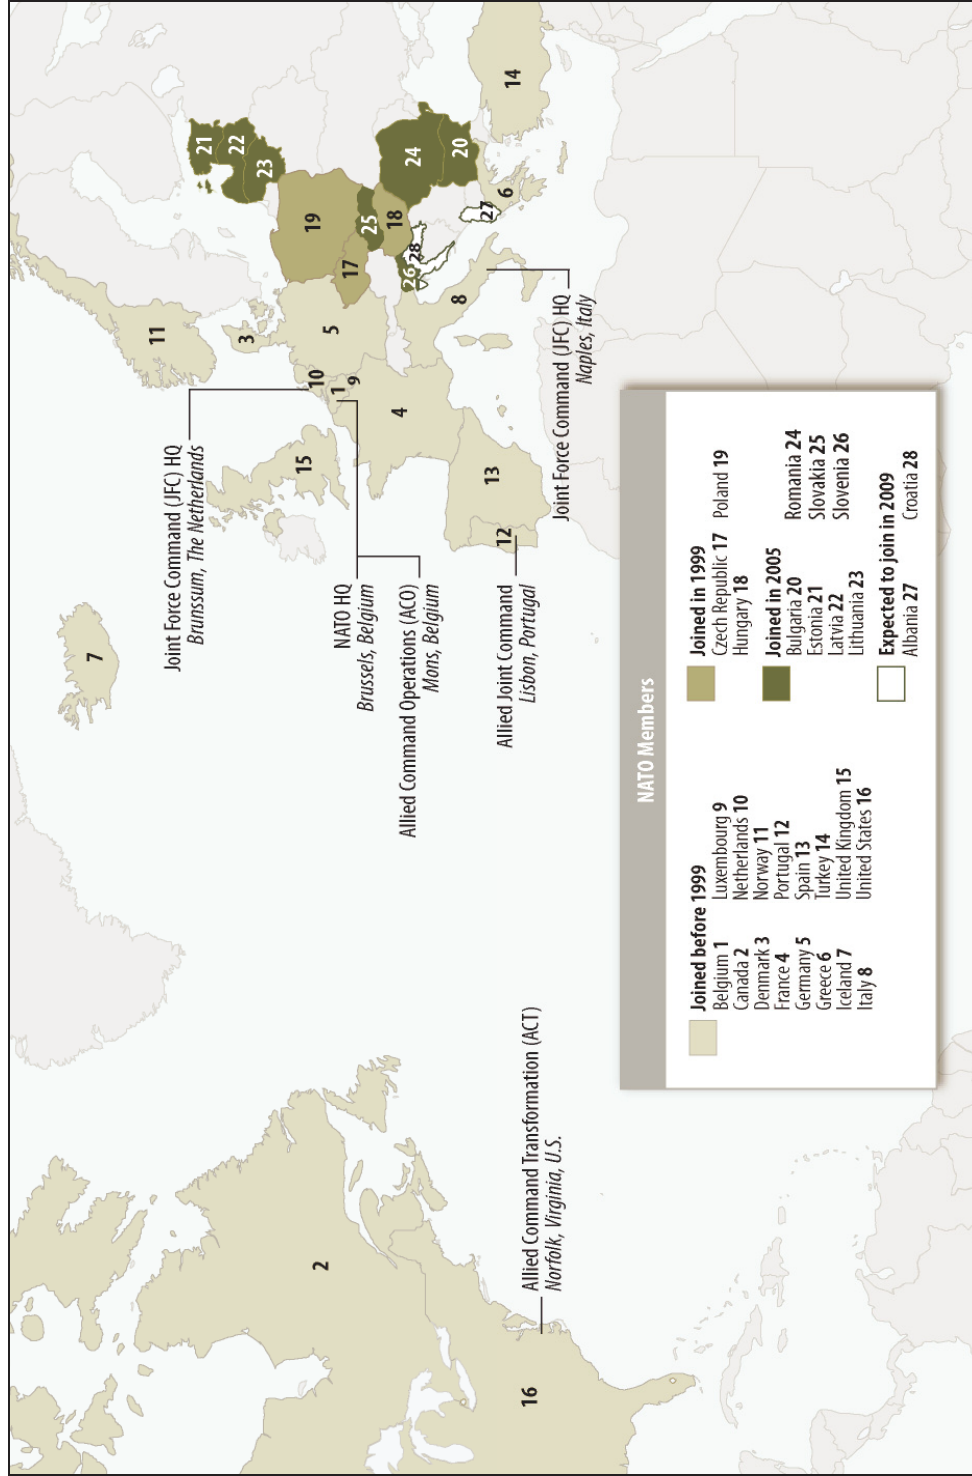 11
21
22
23
3
7
10
15
1
9
5
19
17
25
18
24
20
14
4
26
28
27
6
8
13
12
2
16
Joint Force Command (JFC) HQ
Brunssum, The Netherlands
NATO HQ
Brussels, Belgium
Allied Command Operations (ACO)
Mons, Belgium
Allied Joint Command
Lisbon, Portugal
Joint Force Command (JFC) HQ
Naples, Italy
Allied Command Transformation (ACT)
Norfolk, Virginia, U.S.
NATO Members
Joined before 1999
Belgium 1
Canada 2
Denmark 3
France 4
Germany 5
Greece 6
Iceland 7
Italy 8
Luxembourg 9
Netherlands 10
Norway 11
Portugal 12
Spain 13
Turkey 14
United Kingdom 15
United States 16
Joined in 1999
Czech Republic 17
Hungary 18
Poland 19
Joined in 2005
Bulgaria 20
Estonia 21
Latvia 22
Lithuania 23
Romania 24
Slovakia 25
Slovenia 26
Expected to join in 2009
Albania 27
Croatia 28